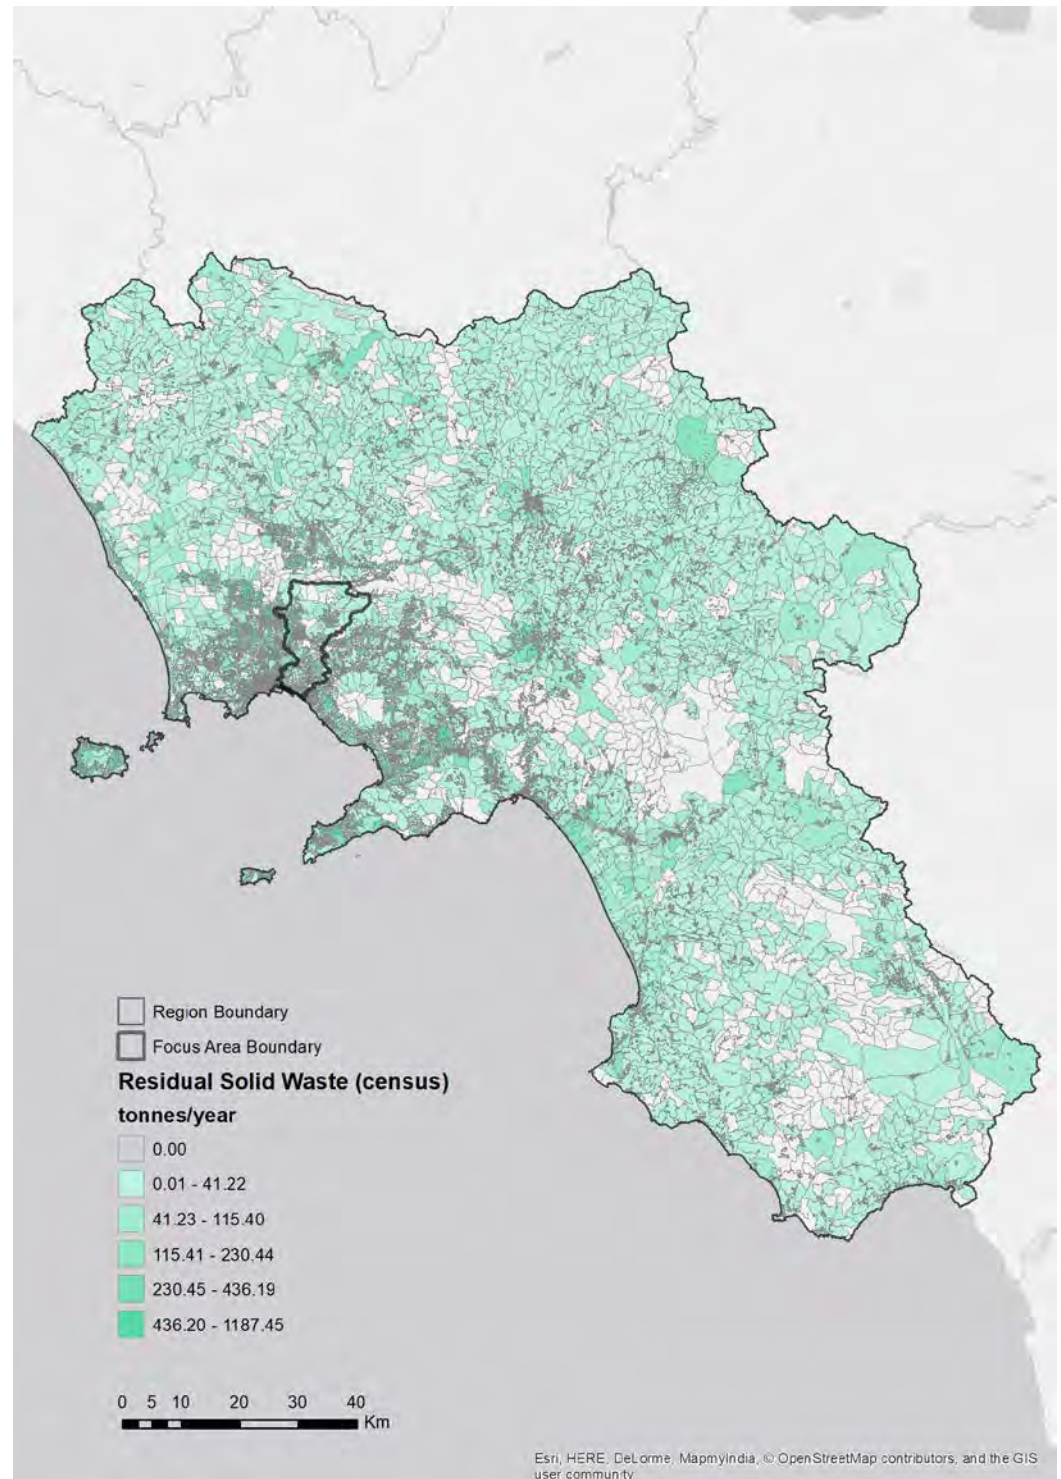 Region Boundary
Focus Area Boundary
Residual Solid Waste (census)
tonnes/year
0.00
0.01 - 41.22
41.23 - 115.40
115.41 - 230.44
230.45 - 436.19
436.20 - 1187.45
0 5 10 20 30 40
Km
Esri, HERE, DeLorme, MapmyIndia, © OpenStreetMap contributors, and the GIS
user community